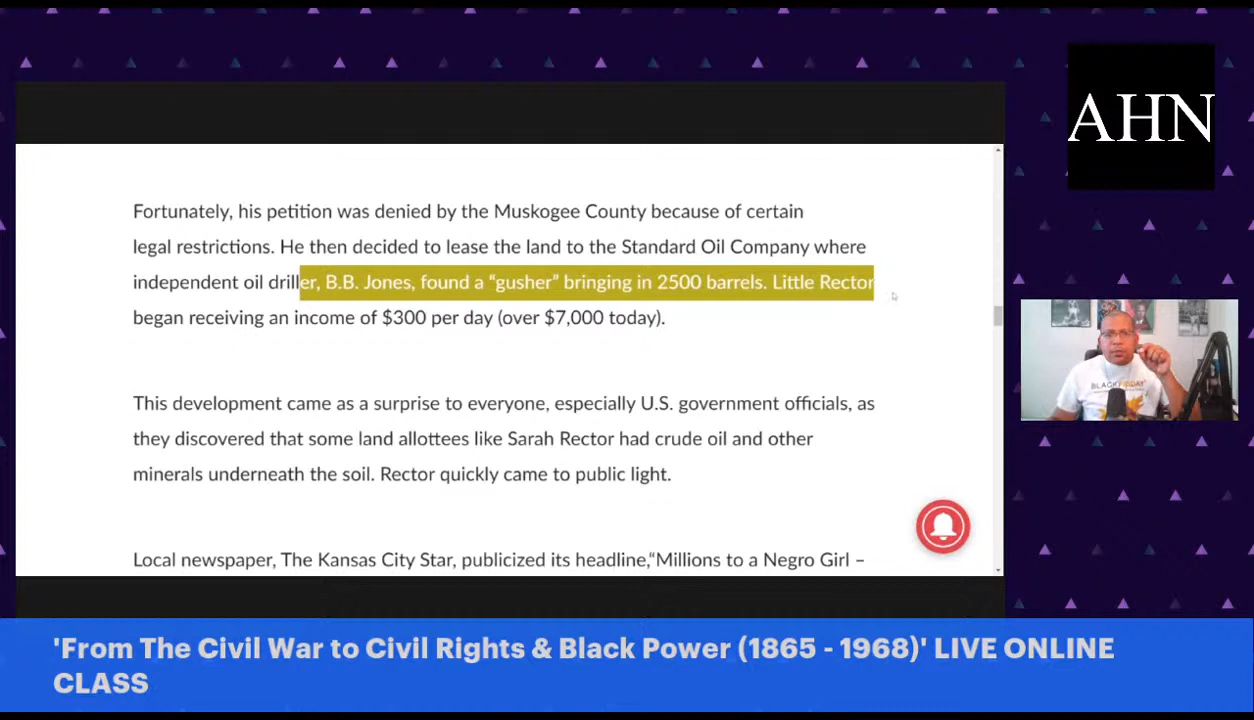 AHN
Fortunately, his petition was denied by the Muskogee County because of certain
legal restrictions. He then decided to lease the land to the Standard Oil Company where
independent oil driller, B.B. Jones, found a “gusher” bringing in 2500 barrels. Little Rector
began receiving an income of $300 per day (over $7,000 today).
This development came as a surprise to everyone, especially U.S. government officials, as
they discovered that some land allottees like Sarah Rector had crude oil and other
minerals underneath the soil. Rector quickly came to public light.
Local newspaper, The Kansas City Star, publicized its headline,“Millions to a Negro Girl –
'From The Civil War to Civil Rights & Black Power (1865 - 1968)' LIVE ONLINE
CLASS